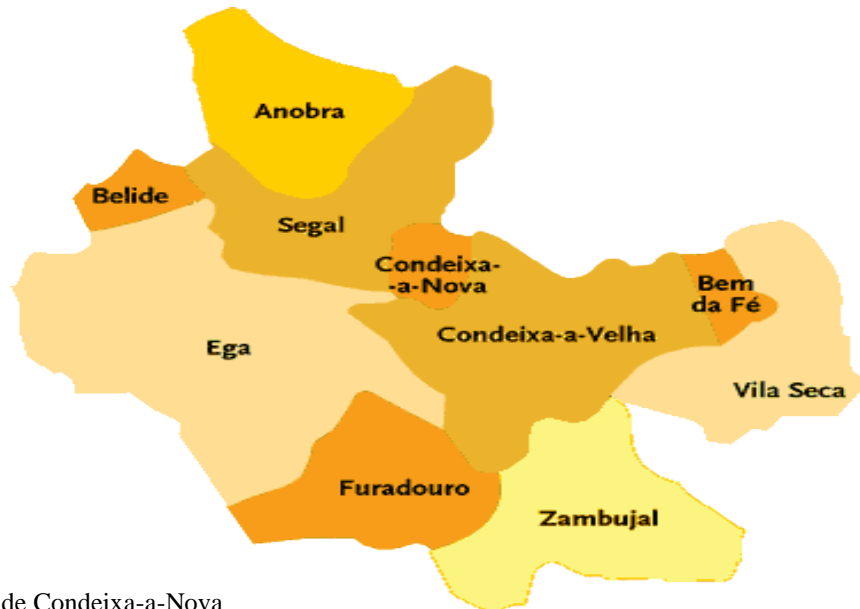 Anobra
Belide
Segal
Condeixa-
-a-Nova
Bem
da Fé
Ega
Condeixa-a-Velha
Vila Seca
Furadouro
Zambujal
de Condeixa-a-Nova